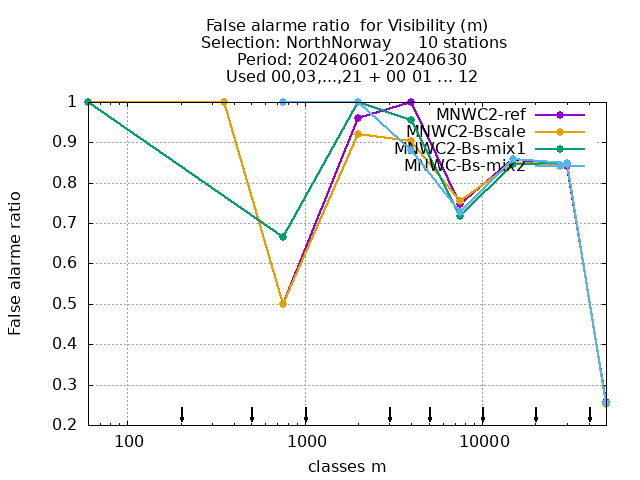 False alarme ratio  for Visibility (m)
Selection: NorthNorway     10 stations
Period: 20240601-20240630
Used 00,03,...,21 + 00 01 ... 12
MNWC2-ref
MNWC2-Bscale
MNWC2-Bs-mix1
MNWC-Bs-mix2
1
0.9
0.8
0.7
0.6
0.5
0.4
0.3
0.2
False alarme ratio
100
1000
10000
classes m